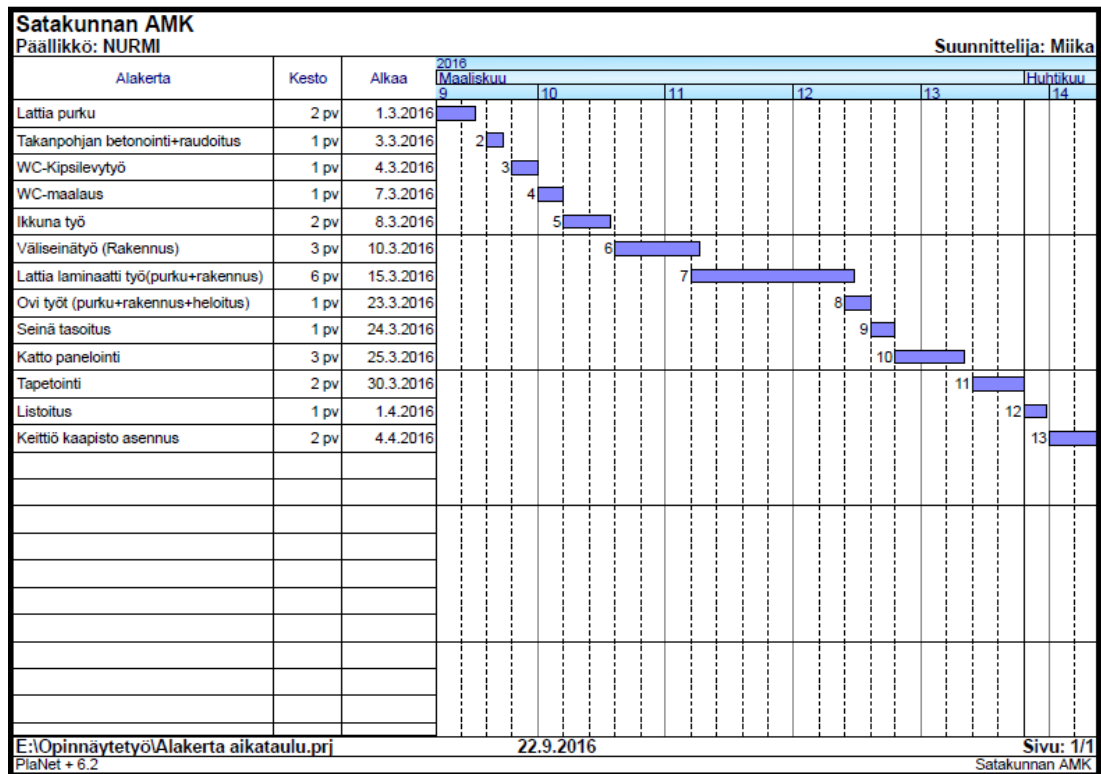 Satakunnan AMK
Päällikkö: NURMI Suunnittelija: Miika
2016
Alakerta Kesto Alkaa Maaliskuu Huhtikuu
9 10 11 12 13 14
Lattia purku 2 pv 1.3.2016
Takanpohjan betonointi+raudoitus 1 pv 3.3.2016 2
WC-Kipsilevytyö 1 pv 4.3.2016 3
WC-maalaus 1 pv 7.3.2016 4
Ikkuna työ 2 pv 8.3.2016 5
Väliseinätyö (Rakennus) 3 pv 10.3.2016 6
Lattia laminaatti työ(purku+rakennus) 6 pv 15.3.2016 7
Ovi työt (purku+rakennus+heloitus) 1 pv 23.3.2016 8
Seinä tasoitus 1 pv 24.3.2016 9
Katto panelointi 3 pv 25.3.2016 10
Tapetointi 2 pv 30.3.2016 11
Listoitus 1 pv 1.4.2016 12
Keittiö kaapisto asennus 2 pv 4.4.2016 13
E:\Opinnäytetyö\Alakerta aikataulu.prj 22.9.2016 Sivu: 1/1
PlaNet + 6.2 Satakunnan AMK